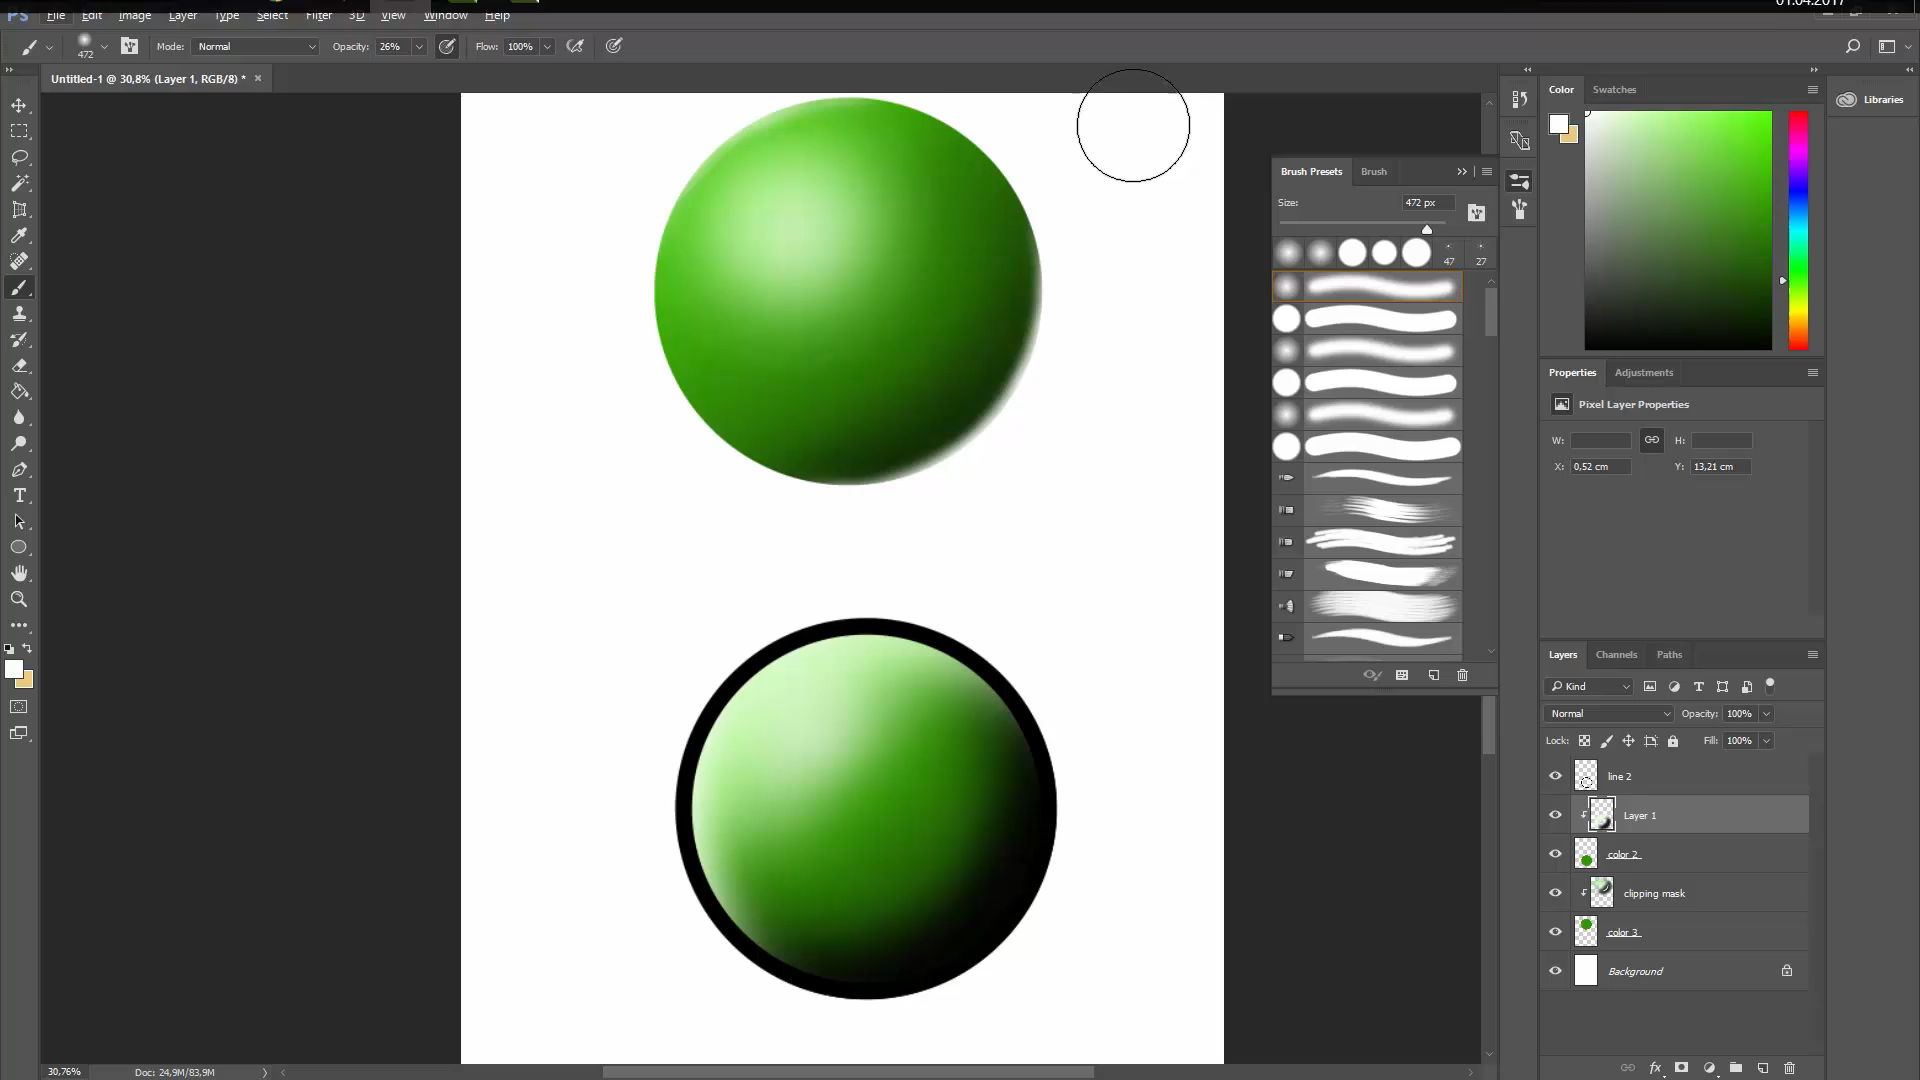 01.04.2017
Ps File Edit Image Layer Type Select Filter 3D View Window Help
472 Mode: Normal Opacity: 26% Flow: 100%
Untitled-1 @ 30,8% (Layer 1, RGB/8) * ×
Color Swatches
Libraries
Brush Presets Brush
Size: 472 px
47 27
Properties Adjustments
Pixel Layer Properties
W: H:
X: 0,52 cm Y: 13,21 cm
Layers Channels Paths
Kind
Normal Opacity: 100%
Lock: Fill: 100%
line 2
Layer 1
color 2
clipping mask
color 3
Background
30,76% Doc: 24,9M/83,9M